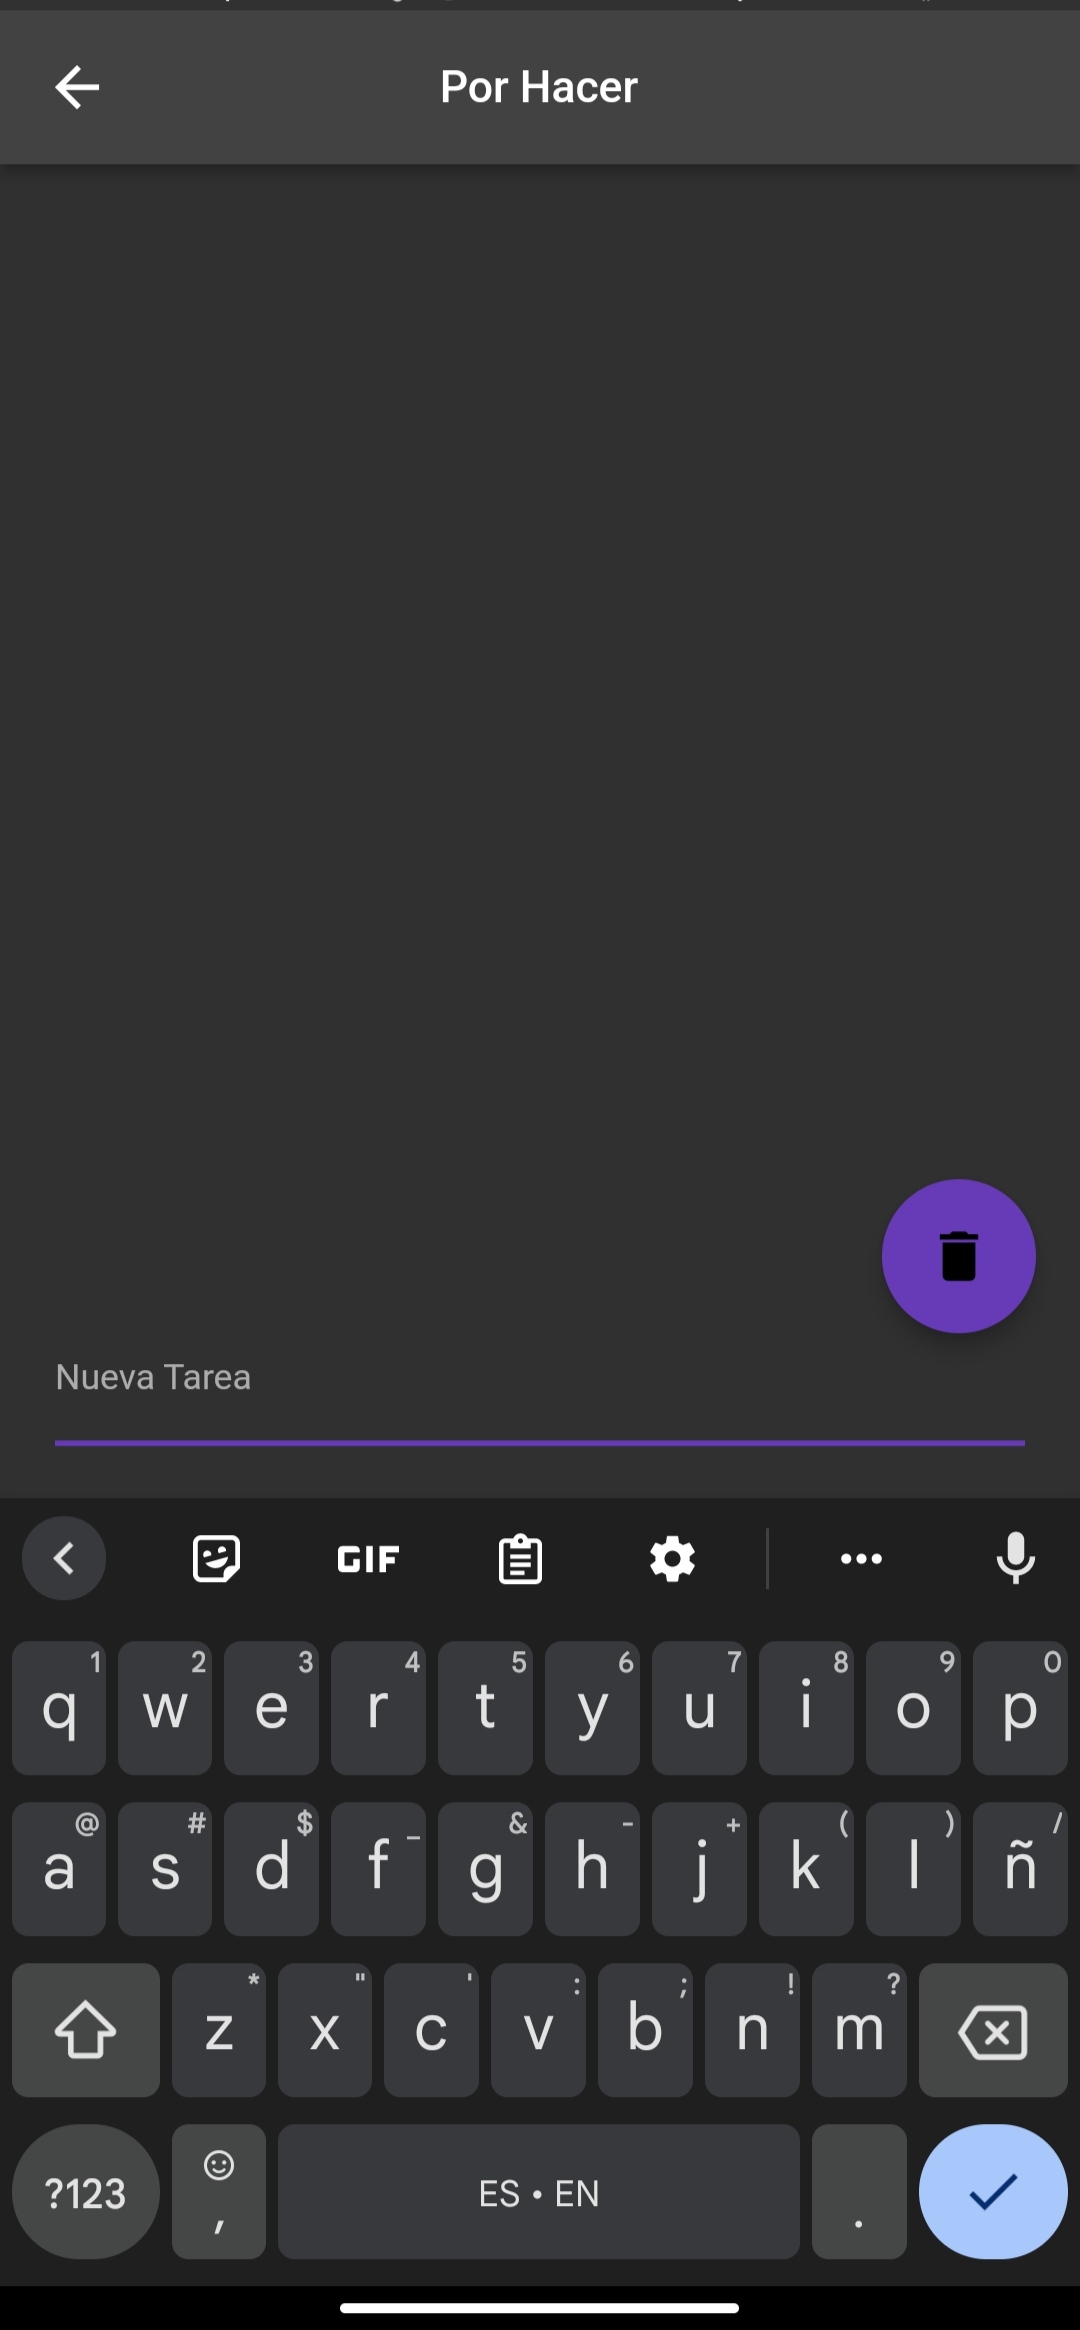 Por Hacer
Nueva Tarea
GIF
1 2 3 4 5 6 7 8 9 0
q w e r t y u i o p
@ # $ _ & - + ( ) /
a s d f g h j k l ñ
* " ' : ; ! ?
z x c v b n m
?123 , ES • EN .